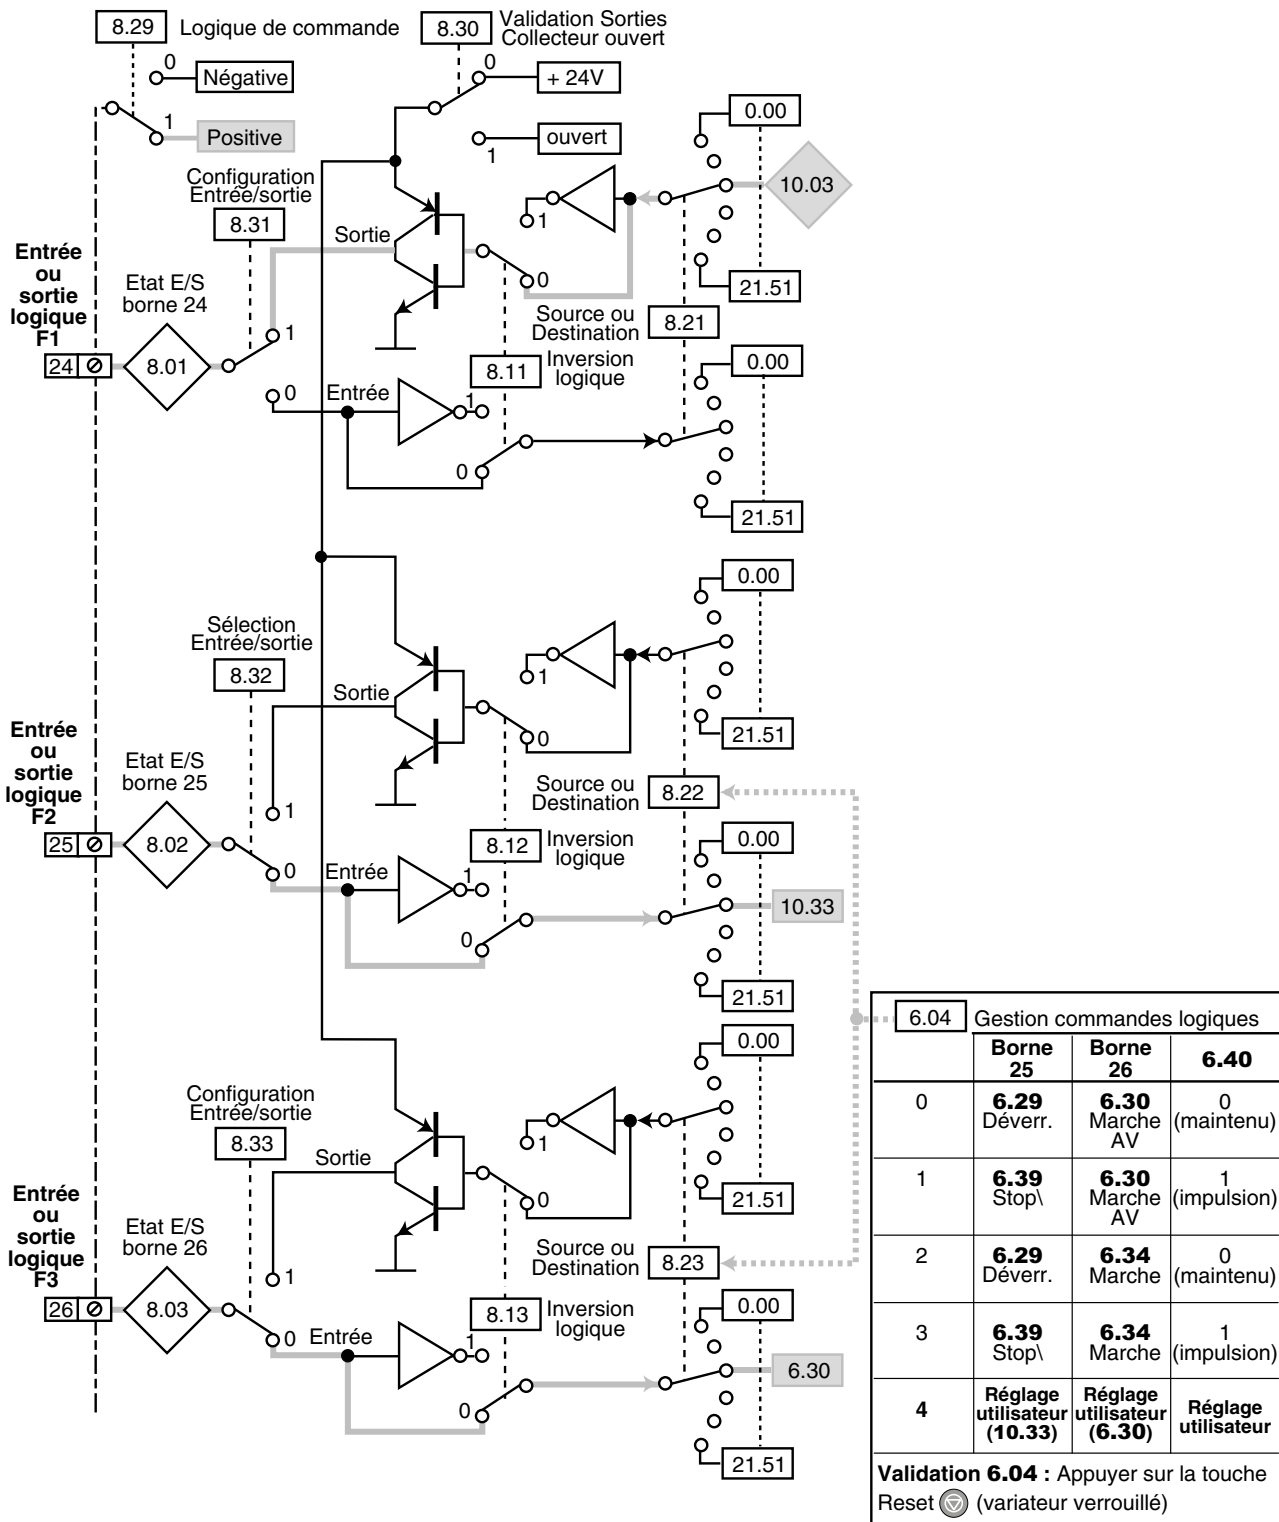 8.29 Logique de commande
8.30 Validation Sorties
Collecteur ouvert
0 Négative
0 + 24V
1 Positive
1 ouvert
0.00
10.03
21.51
Configuration
Entrée/sortie
8.31
Sortie
1
0
Entrée
ou
sortie
logique
F1
Etat E/S
borne 24
24
8.01
1
0
Entrée
1
0
Source ou
Destination
8.21
8.11
Inversion
logique
0.00
21.51
Sélection
Entrée/sortie
8.32
Sortie
1
0
0.00
21.51
Entrée
ou
sortie
logique
F2
Etat E/S
borne 25
25
8.02
1
0
Entrée
1
0
Source ou
Destination
8.22
8.12
Inversion
logique
0.00
10.33
21.51
Configuration
Entrée/sortie
8.33
Sortie
1
0
0.00
21.51
Entrée
ou
sortie
logique
F3
Etat E/S
borne 26
26
8.03
1
0
Entrée
1
0
Source ou
Destination
8.23
8.13
Inversion
logique
0.00
6.30
21.51
6.04 Gestion commandes logiques
Borne
25
Borne
26
6.40
0
6.29
Déverr.
6.30
Marche
AV
0
(maintenu)
1
6.39
Stop\
6.30
Marche
AV
1
(impulsion)
2
6.29
Déverr.
6.34
Marche
0
(maintenu)
3
6.39
Stop\
6.34
Marche
1
(impulsion)
4
Réglage
utilisateur
(10.33)
Réglage
utilisateur
(6.30)
Réglage
utilisateur
Validation 6.04 : Appuyer sur la touche
Reset (variateur verrouillé)